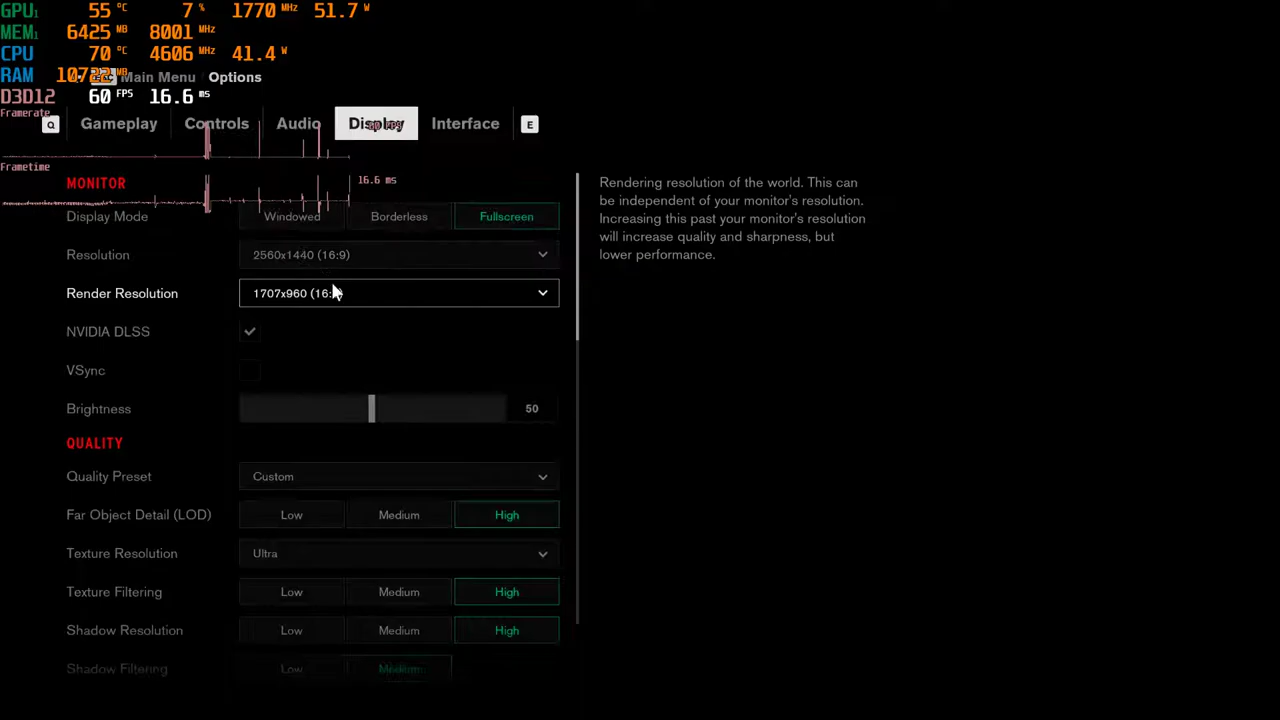 GPU1 55 °C 7 % 1770 MHz 51.7 W
MEM1 6425 MB 8001 MHz
CPU 70 °C 4606 MHz 41.4 W
RAM 10722 MB
Main Menu Options
D3D12 60 FPS 16.6 ms
Framerate
Q Gameplay Controls Audio Display Interface E
Frametime
16.6 ms
MONITOR
Display Mode Windowed Borderless Fullscreen
Resolution 2560x1440 (16:9)
Render Resolution 1707x960 (16:
NVIDIA DLSS
VSync
Brightness 50
QUALITY
Quality Preset Custom
Far Object Detail (LOD) Low Medium High
Texture Resolution Ultra
Texture Filtering Low Medium High
Shadow Resolution Low Medium High
Shadow Filtering Low Medium
Rendering resolution of the world. This can
be independent of your monitor's resolution.
Increasing this past your monitor's resolution
will increase quality and sharpness, but
lower performance.